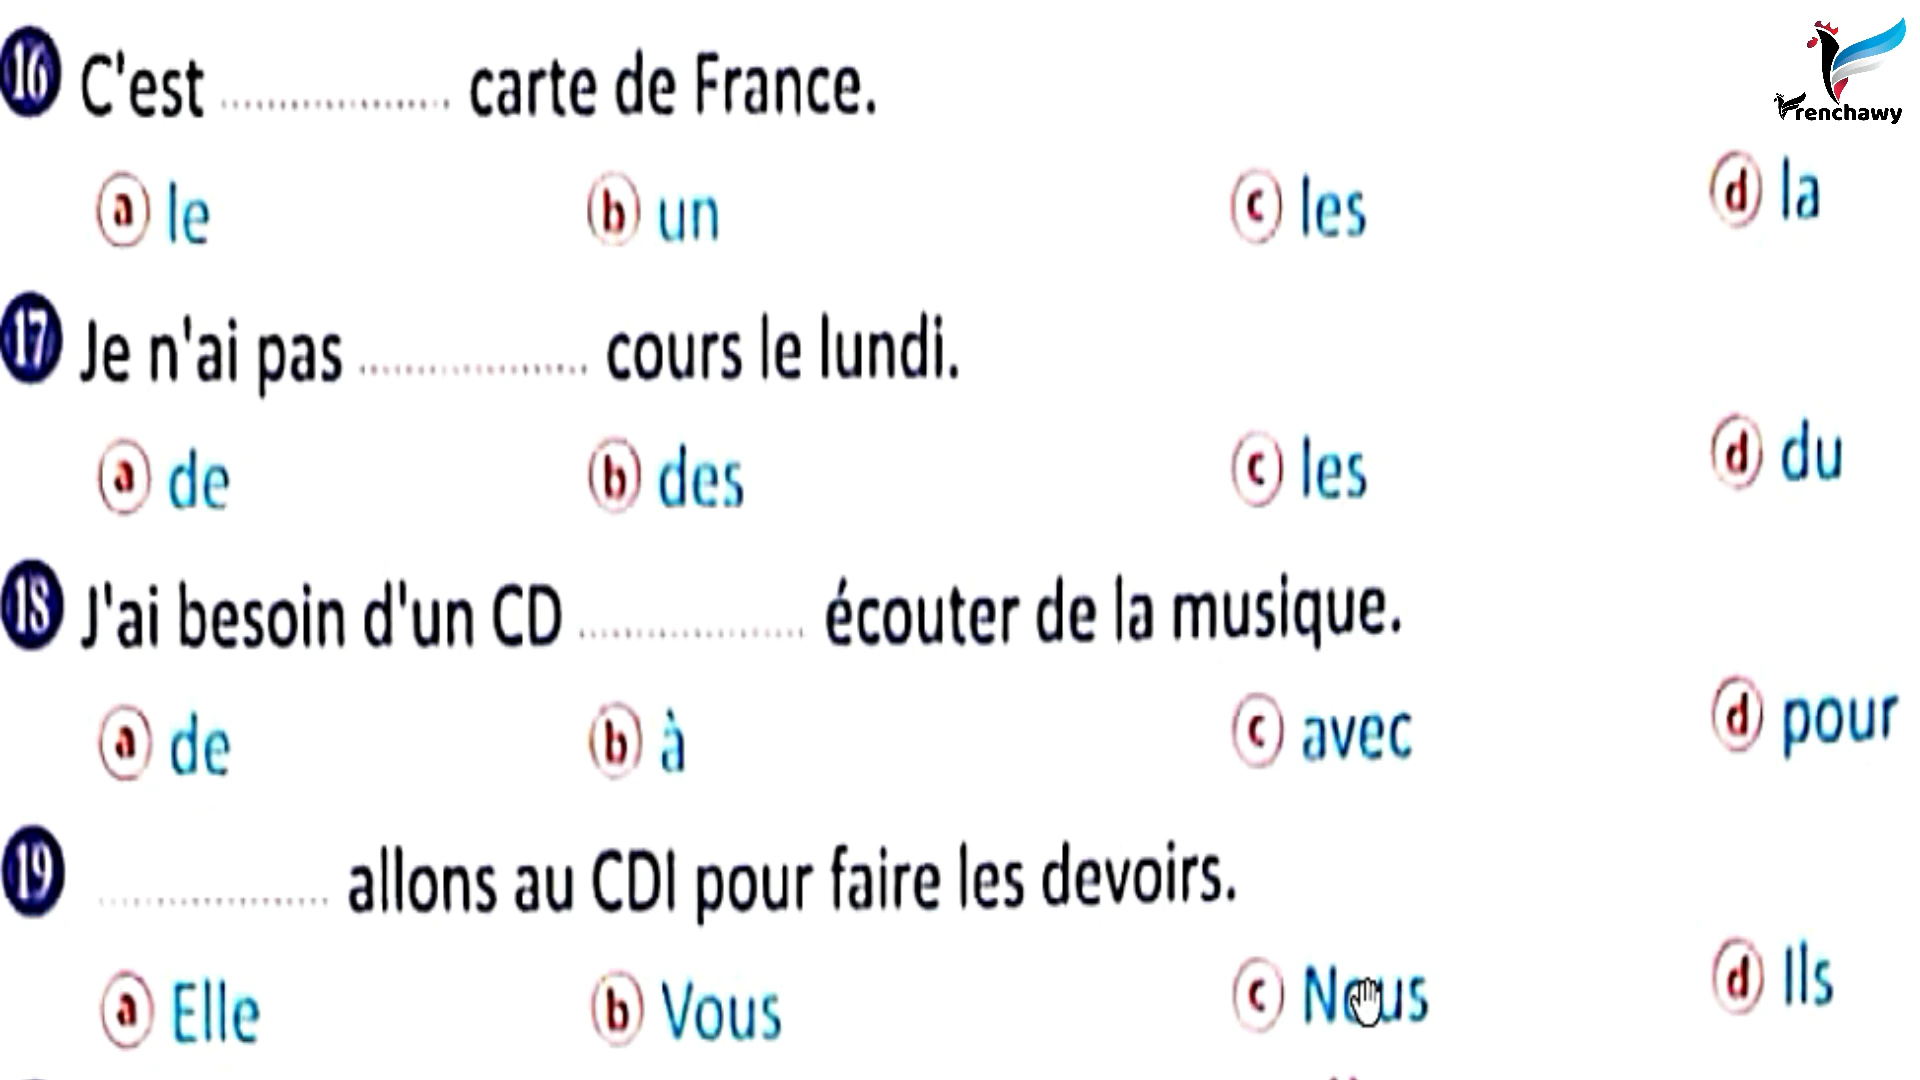 16 C'est .................. carte de France.
a le b un c les d la
17 Je n'ai pas .................. cours le lundi.
a de b des c les d du
18 J'ai besoin d'un CD .................. écouter de la musique.
a de b à c avec d pour
19 .................. allons au CDI pour faire les devoirs.
a Elle b Vous c Nous d Ils
Frenchawy